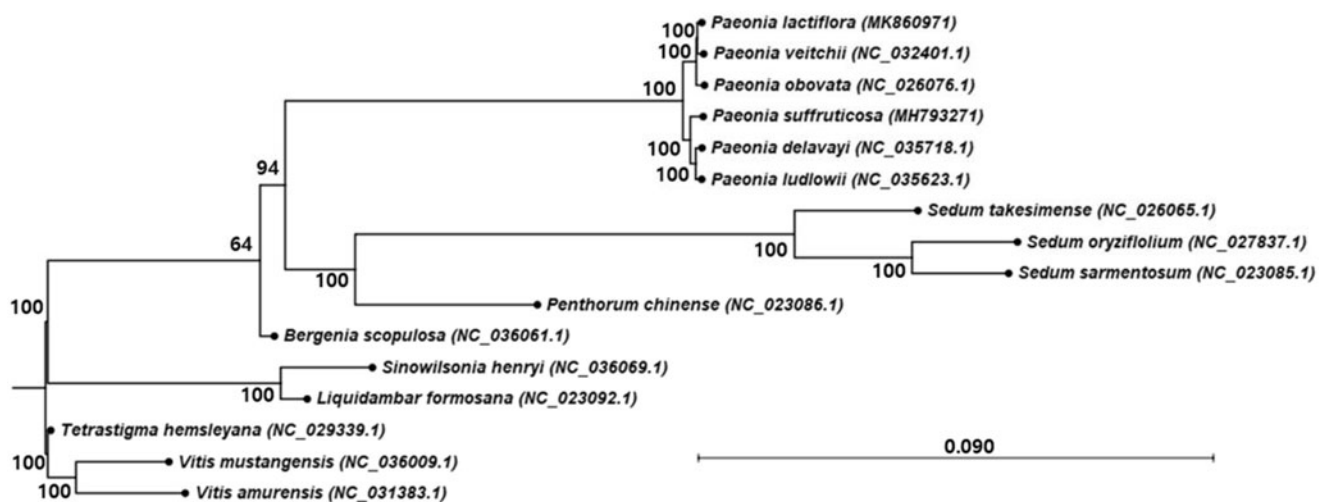 100
Paeonia lactiflora (MK860971)
100
Paeonia veitchii (NC_032401.1)
100
Paeonia obovata (NC_026076.1)
Paeonia suffruticosa (MH793271)
100
Paeonia delavayi (NC_035718.1)
100
Paeonia ludlowii (NC_035623.1)
94
Sedum takesimense (NC_026065.1)
64
100
Sedum oryziflolium (NC_027837.1)
100
Sedum sarmentosum (NC_023085.1)
100
Penthorum chinense (NC_023086.1)
100
Bergenia scopulosa (NC_036061.1)
Sinowilsonia henryi (NC_036069.1)
100
Liquidambar formosana (NC_023092.1)
Tetrastigma hemsleyana (NC_029339.1)
0.090
100
Vitis mustangensis (NC_036009.1)
100
Vitis amurensis (NC_031383.1)